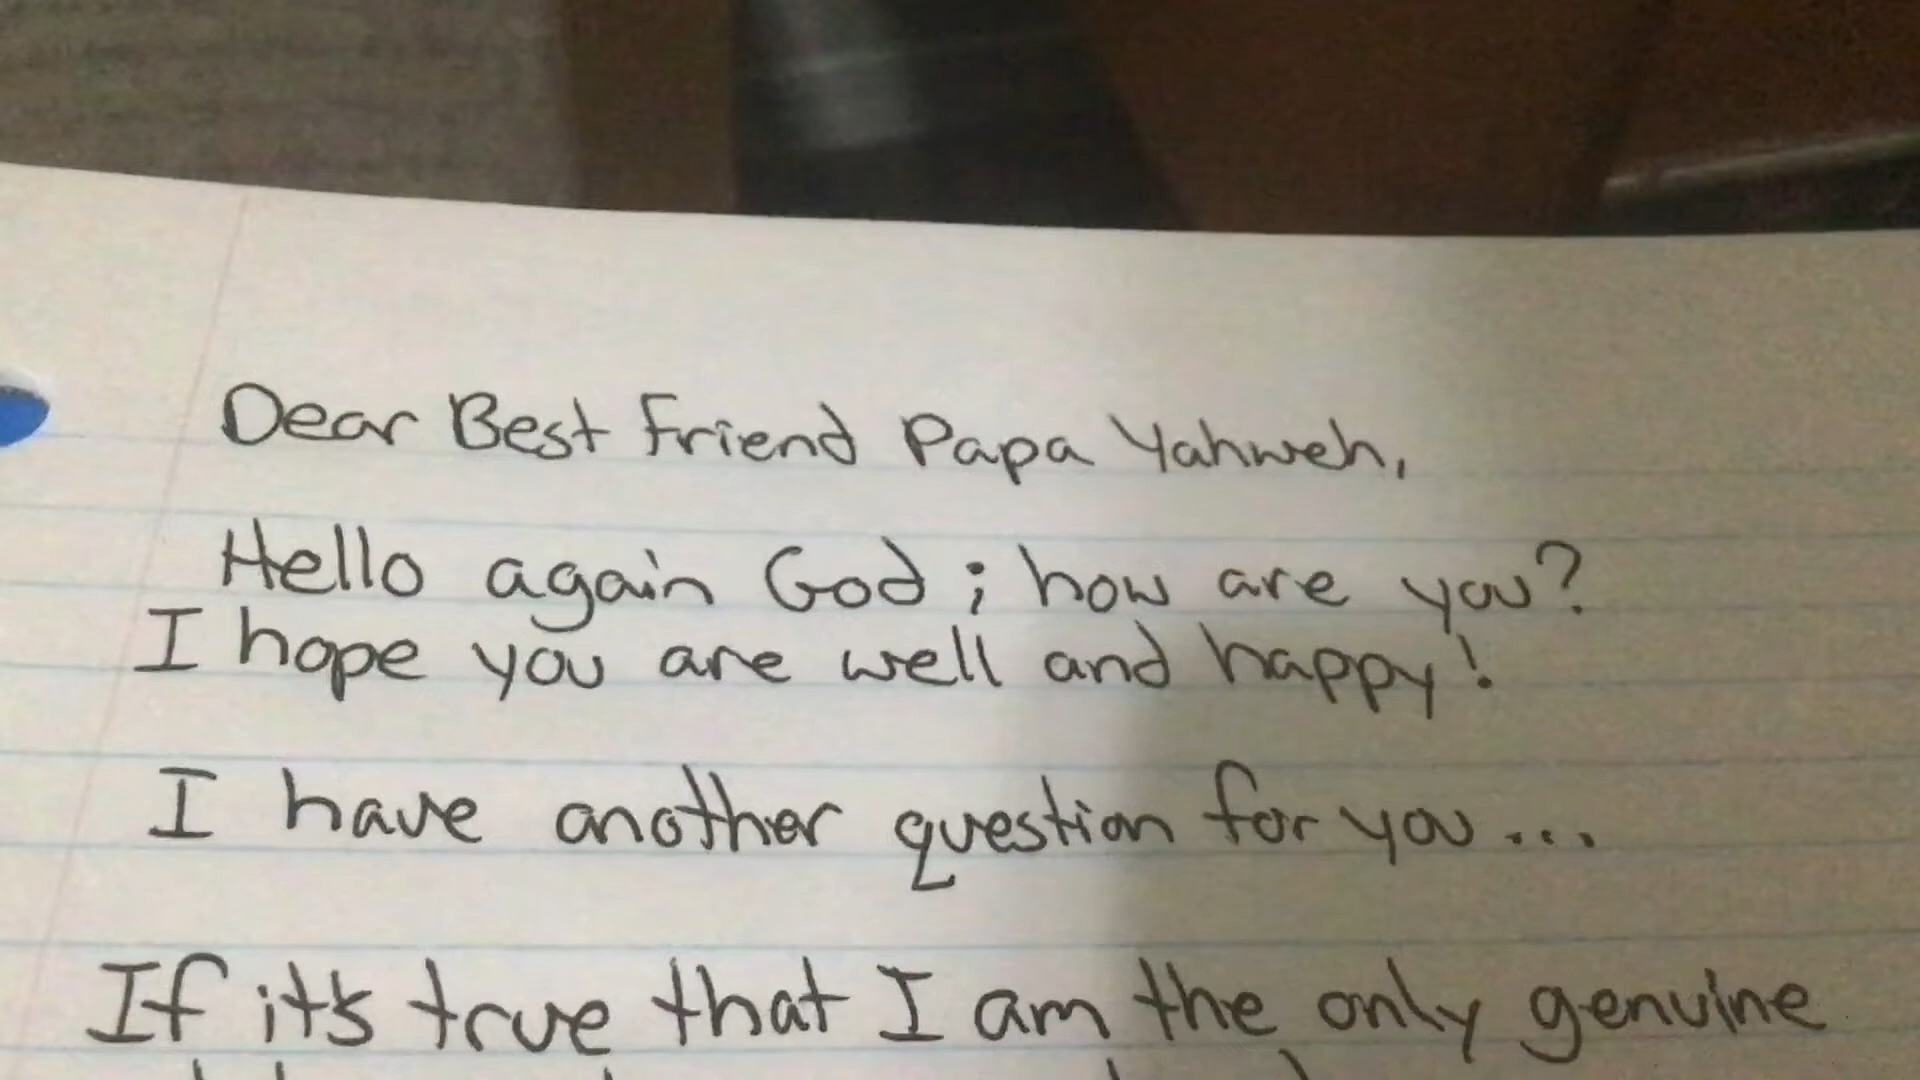 Dear Best Friend Papa Yahweh,
Hello again God; how are you?
I hope you are well and happy!
I have another question for you...
If it's true that I am the only genuine